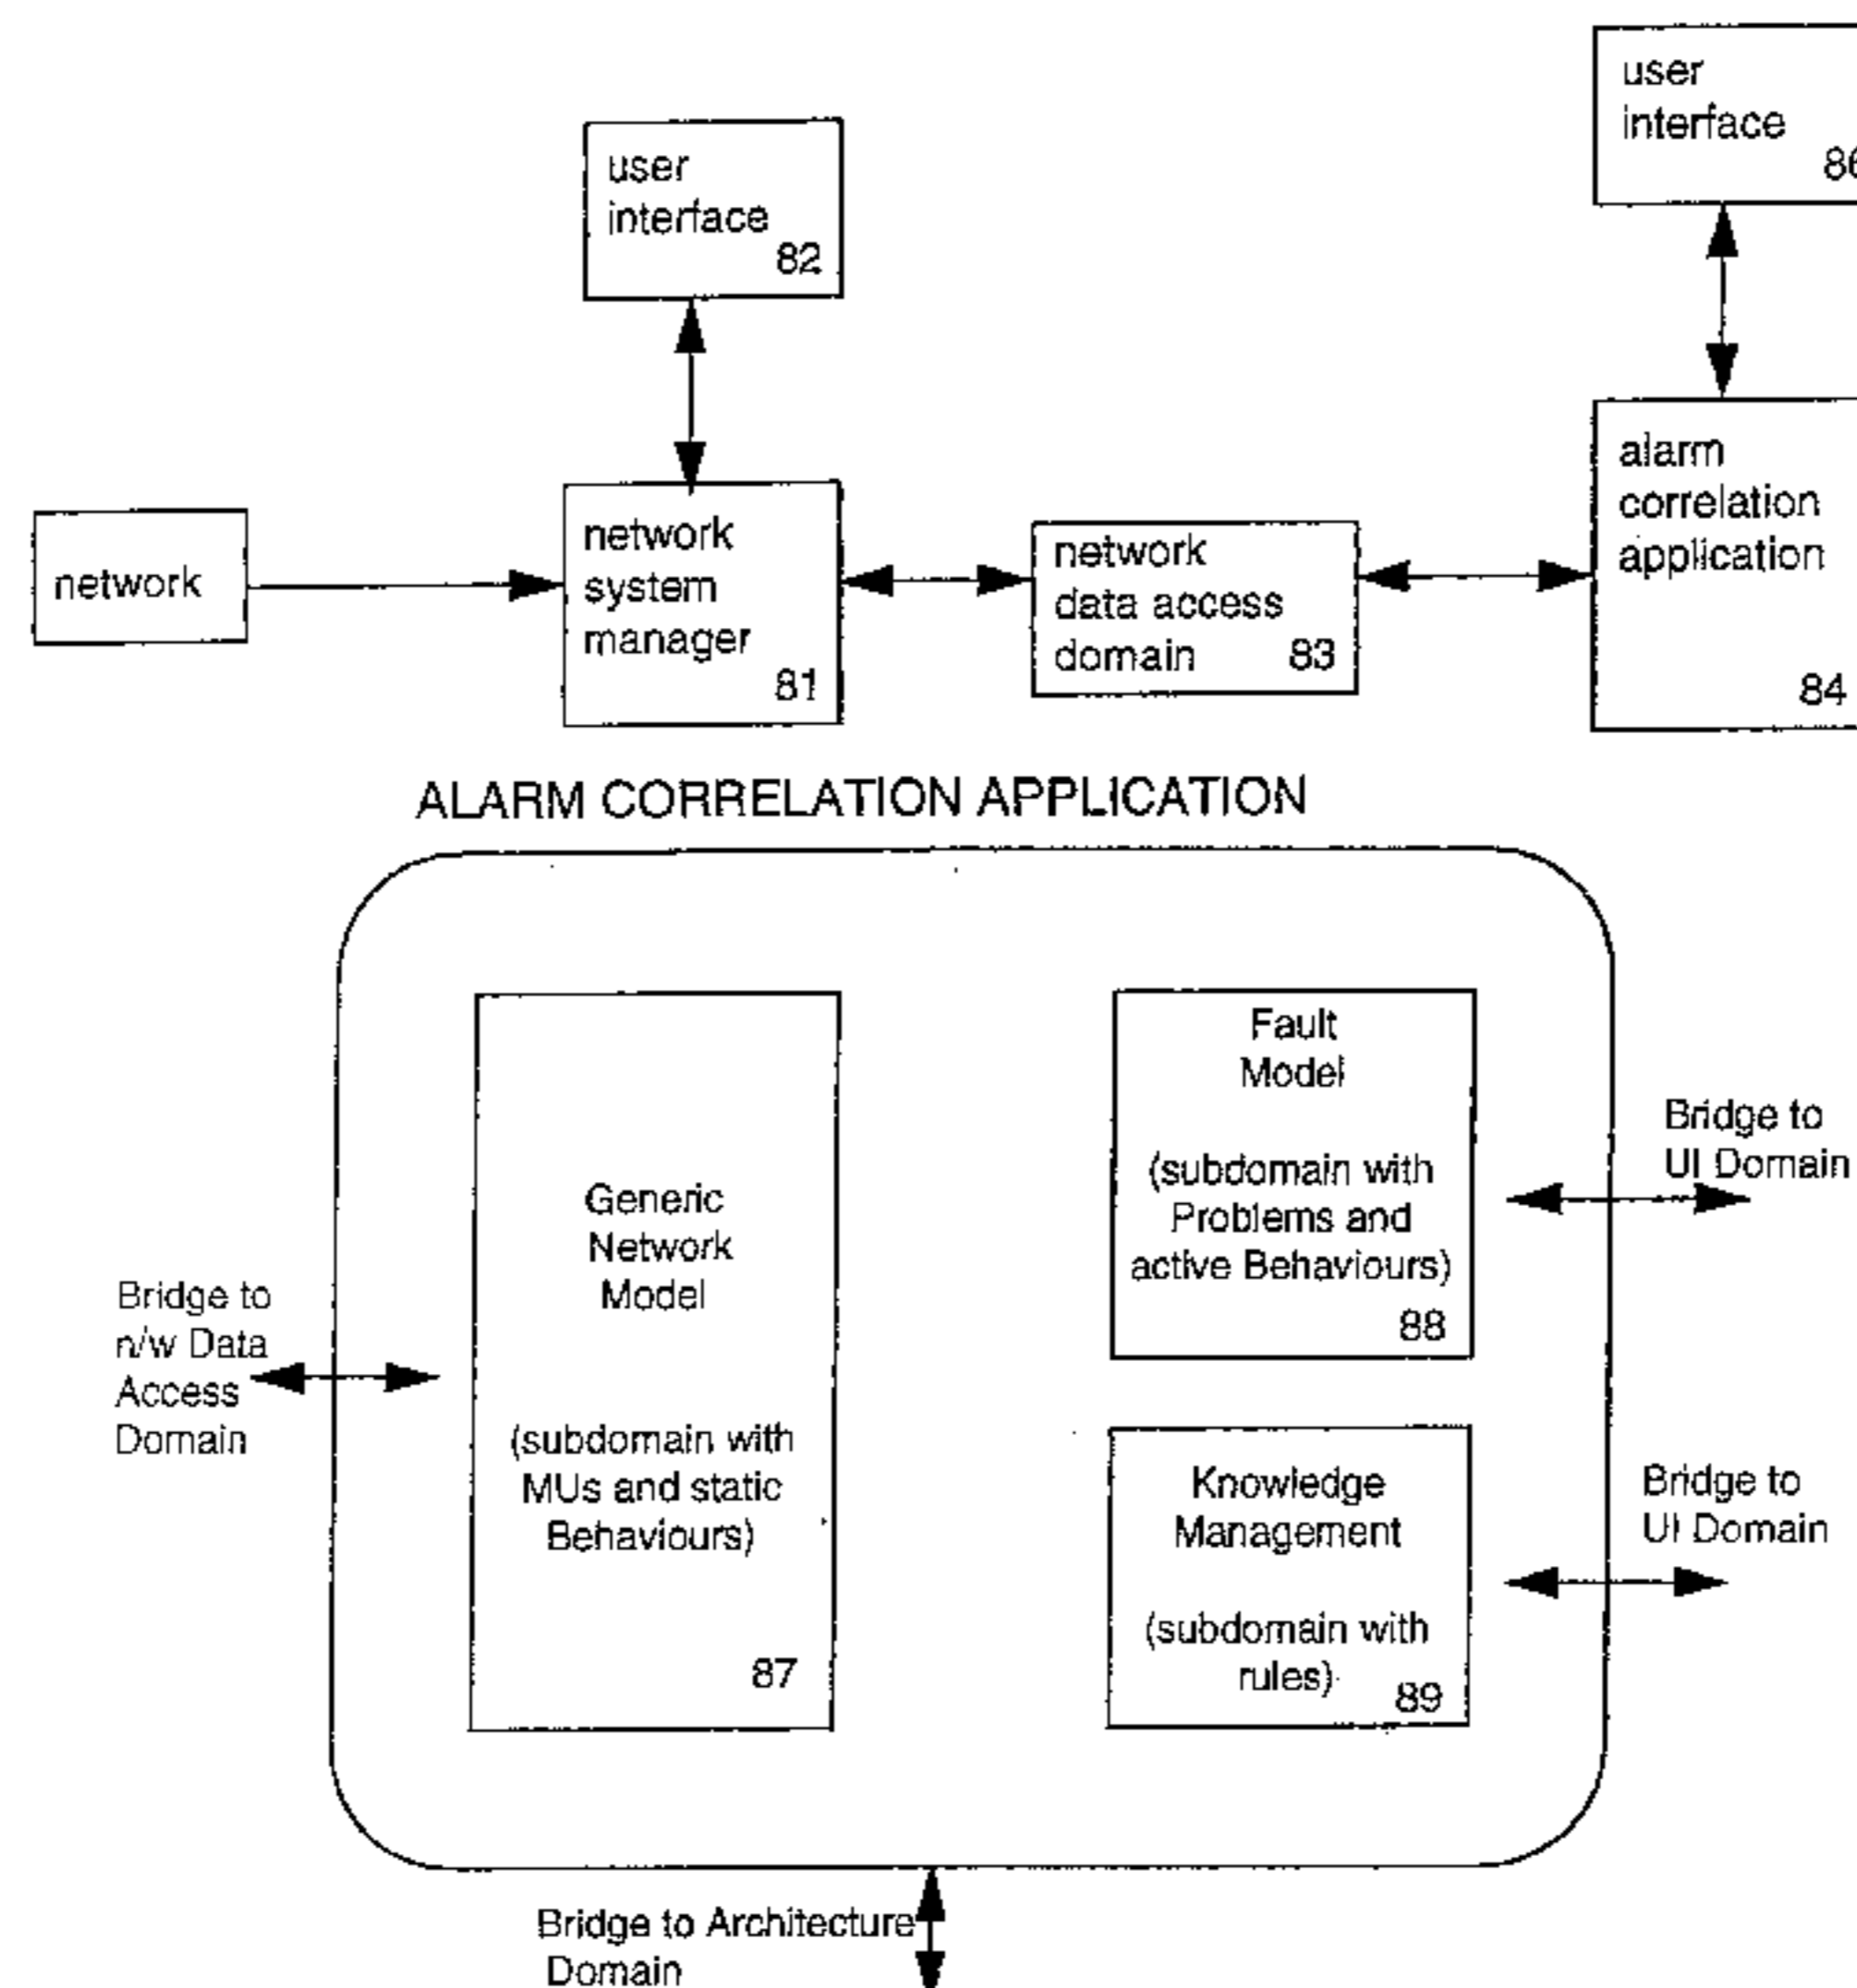 user
interface
86
user
interface
82
alarm
correlation
application
84
network
network
system
manager
81
network
data access
domain 83
ALARM CORRELATION APPLICATION
Generic
Network
Model
(subdomain with
MUs and static
Behaviours)
87
Fault
Model
(subdomain with
Problems and
active Behaviours)
88
Knowledge
Management
(subdomain with
rules)
89
Bridge to
n/w Data
Access
Domain
Bridge to
UI Domain
Bridge to
UI Domain
Bridge to Architecture
Domain